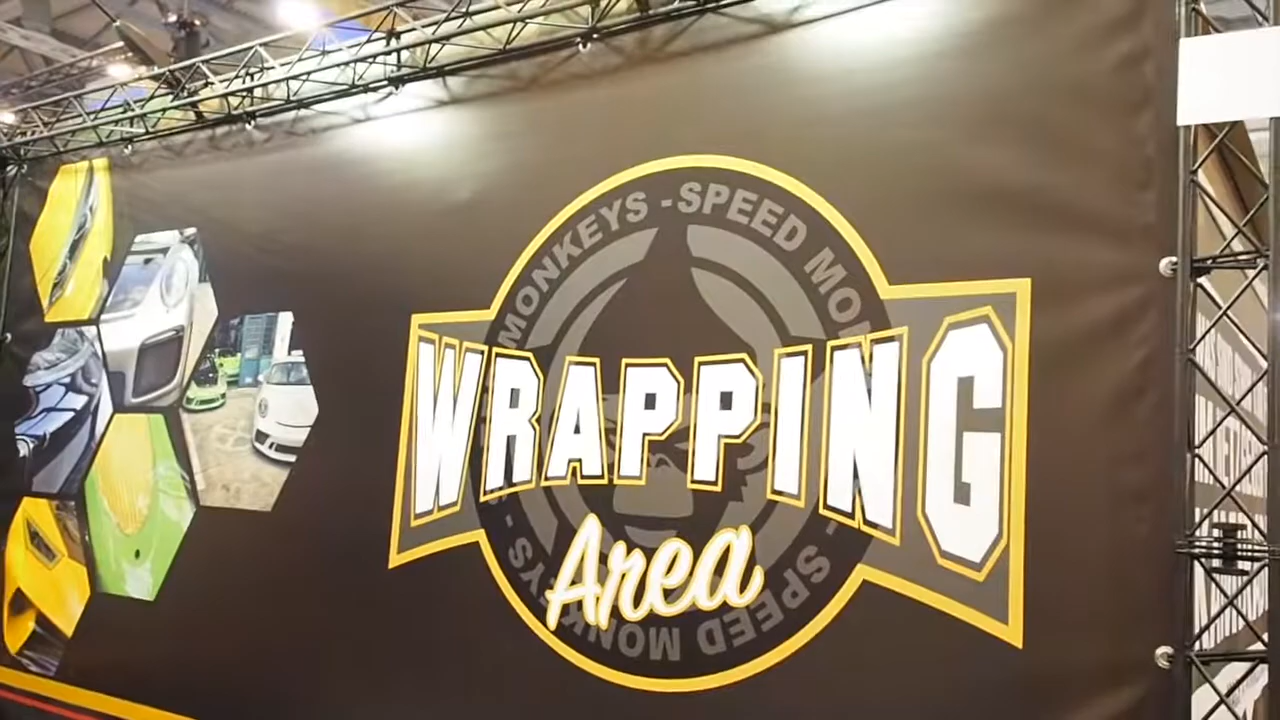 MONKEYS - SPEED MON
WRAPPING
Area
SPEED MONKEYS -